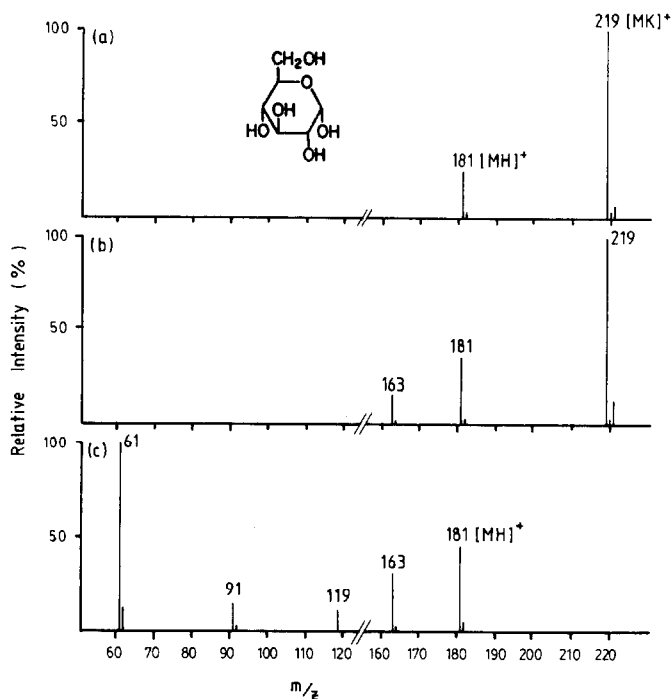 100
(a)
219 [MK]+
CH2OH
O
50
OH
HO
OH
OH
181 [MH]+
100
(b)
219
50
181
163
Relative Intensity (%)
100
(c)
61
50
181 [MH]+
163
91
119
60 70 80 90 100 110 120 160 170 180 190 200 210 220
m/z